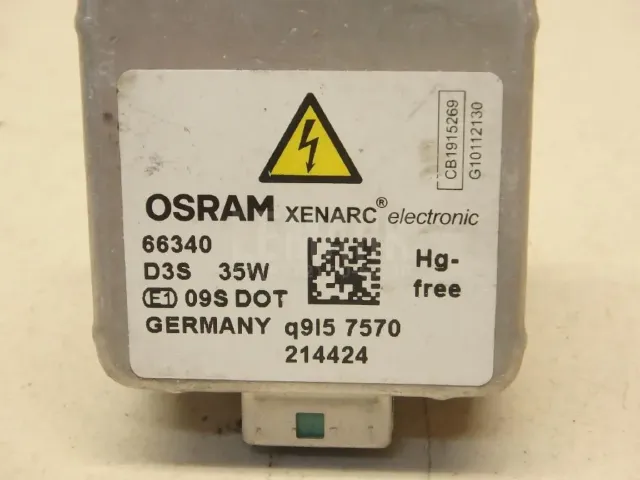 CB1915269
G10112130
OSRAM XENARC® electronic
66340
D3S 35W
Hg-
free
E1 09S DOT
GERMANY q9I5 7570
214424